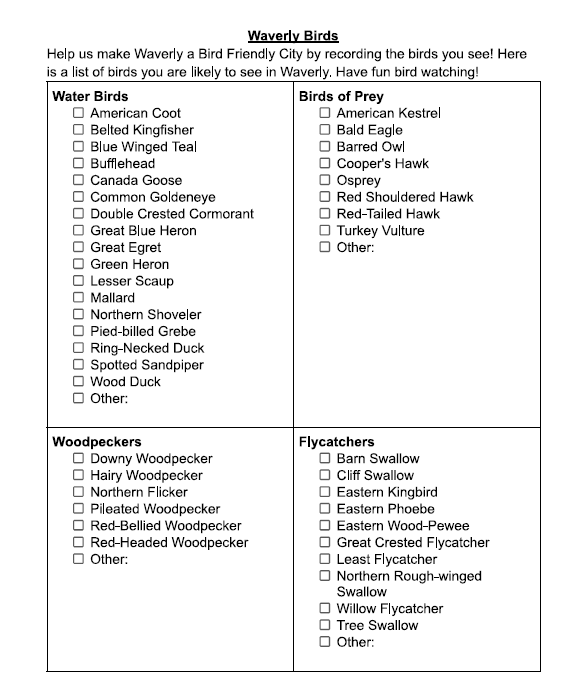 Waverly Birds
Help us make Waverly a Bird Friendly City by recording the birds you see! Here
is a list of birds you are likely to see in Waverly. Have fun bird watching!
Water Birds
☐ American Coot
☐ Belted Kingfisher
☐ Blue Winged Teal
☐ Bufflehead
☐ Canada Goose
☐ Common Goldeneye
☐ Double Crested Cormorant
☐ Great Blue Heron
☐ Great Egret
☐ Green Heron
☐ Lesser Scaup
☐ Mallard
☐ Northern Shoveler
☐ Pied-billed Grebe
☐ Ring-Necked Duck
☐ Spotted Sandpiper
☐ Wood Duck
☐ Other:
Birds of Prey
☐ American Kestrel
☐ Bald Eagle
☐ Barred Owl
☐ Cooper's Hawk
☐ Osprey
☐ Red Shouldered Hawk
☐ Red-Tailed Hawk
☐ Turkey Vulture
☐ Other:
Woodpeckers
☐ Downy Woodpecker
☐ Hairy Woodpecker
☐ Northern Flicker
☐ Pileated Woodpecker
☐ Red-Bellied Woodpecker
☐ Red-Headed Woodpecker
☐ Other:
Flycatchers
☐ Barn Swallow
☐ Cliff Swallow
☐ Eastern Kingbird
☐ Eastern Phoebe
☐ Eastern Wood-Pewee
☐ Great Crested Flycatcher
☐ Least Flycatcher
☐ Northern Rough-winged
Swallow
☐ Willow Flycatcher
☐ Tree Swallow
☐ Other: